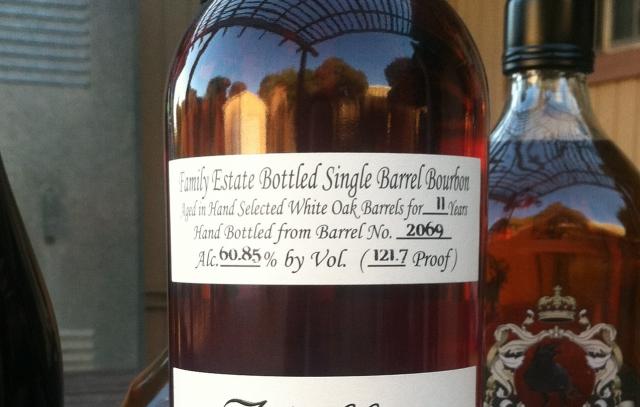 Family Estate Bottled Single Barrel Bourbon
Aged in Hand Selected White Oak Barrels for 11 Years
Hand Bottled from Barrel No. 2069
Alc. 60.85 % by Vol. (121.7 Proof)